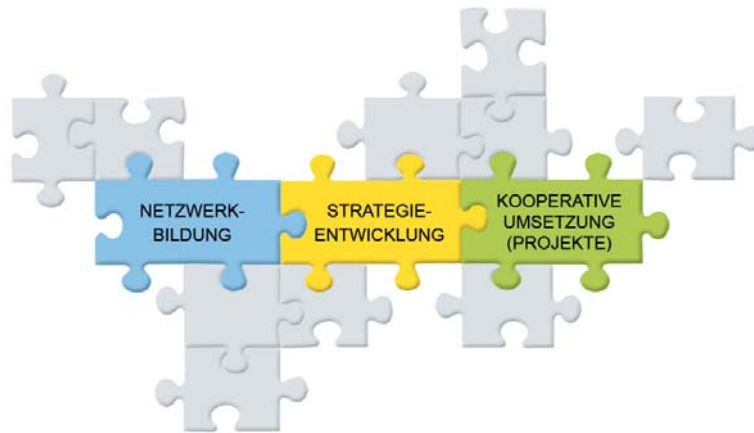 NETZWERK-
BILDUNG
STRATEGIE-
ENTWICKLUNG
KOOPERATIVE
UMSETZUNG
(PROJEKTE)